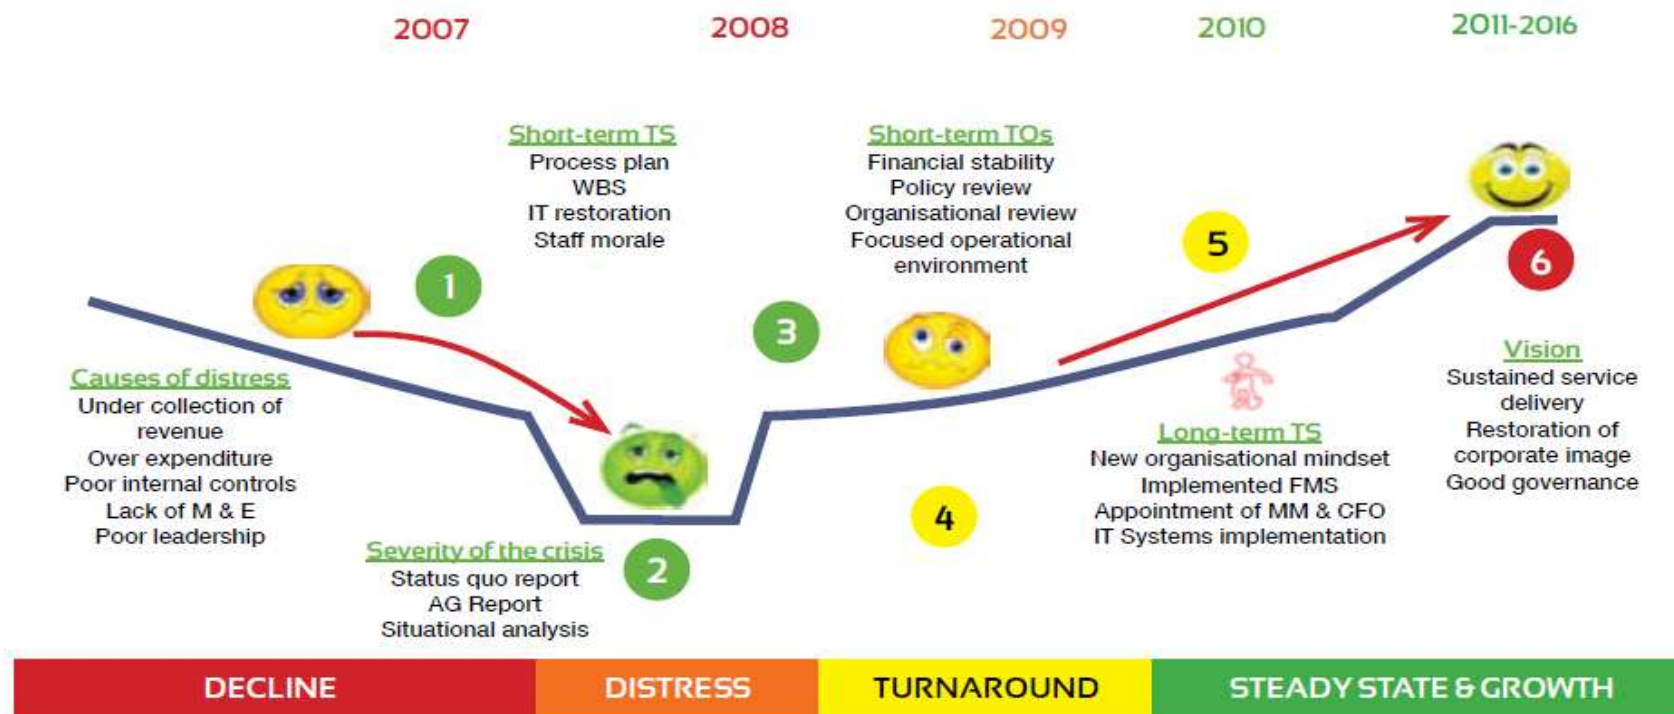 2007
2008
2009
2010
2011-2016
Short-term TS
Process plan
WBS
IT restoration
Staff morale
Short-term TOs
Financial stability
Policy review
Organisational review
Focused operational
environment
1
3
5
6
Causes of distress
Under collection of
revenue
Over expenditure
Poor internal controls
Lack of M & E
Poor leadership
Severity of the crisis
Status quo report
AG Report
Situational analysis
2
4
Long-term TS
New organisational mindset
Implemented FMS
Appointment of MM & CFO
IT Systems implementation
Vision
Sustained service
delivery
Restoration of
corporate image
Good governance
DECLINE
DISTRESS
TURNAROUND
STEADY STATE & GROWTH